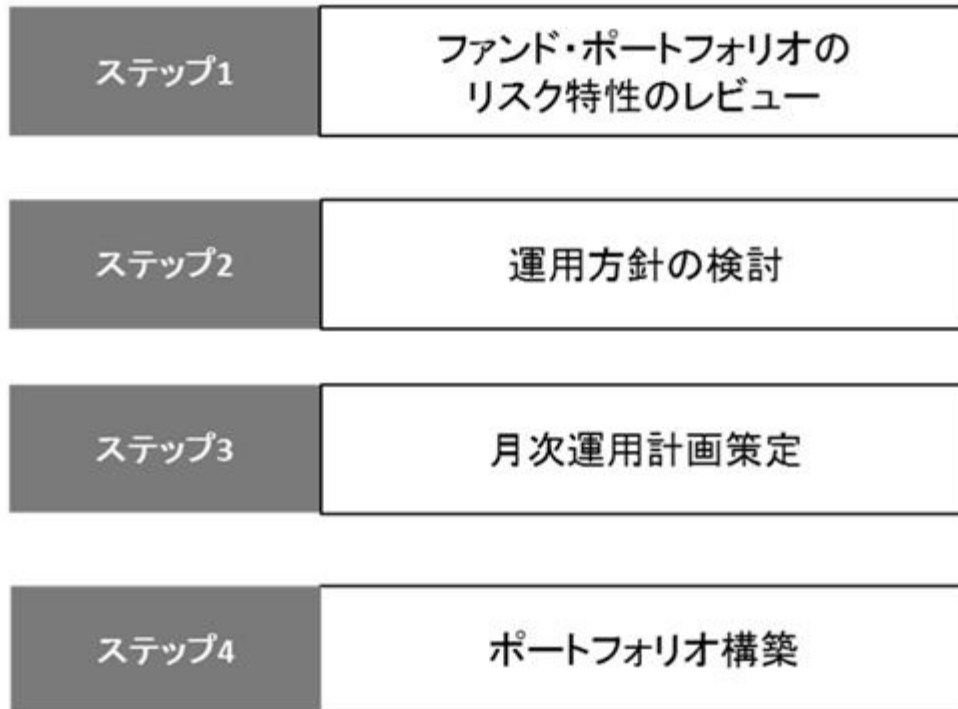 ステップ1
ファンド・ポートフォリオの
リスク特性のレビュー
ステップ2
運用方針の検討
ステップ3
月次運用計画策定
ステップ4
ポートフォリオ構築